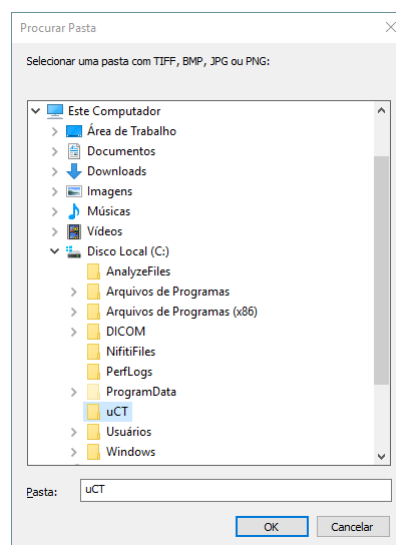 Procurar Pasta
Selecionar uma pasta com TIFF, BMP, JPG ou PNG:
Este Computador
Área de Trabalho
Documentos
Downloads
Imagens
Músicas
Vídeos
Disco Local (C:)
AnalyzeFiles
Arquivos de Programas
Arquivos de Programas (x86)
DICOM
NifitiFiles
PerfLogs
ProgramData
uCT
Usuários
Windows
Pasta: uCT
OK Cancelar